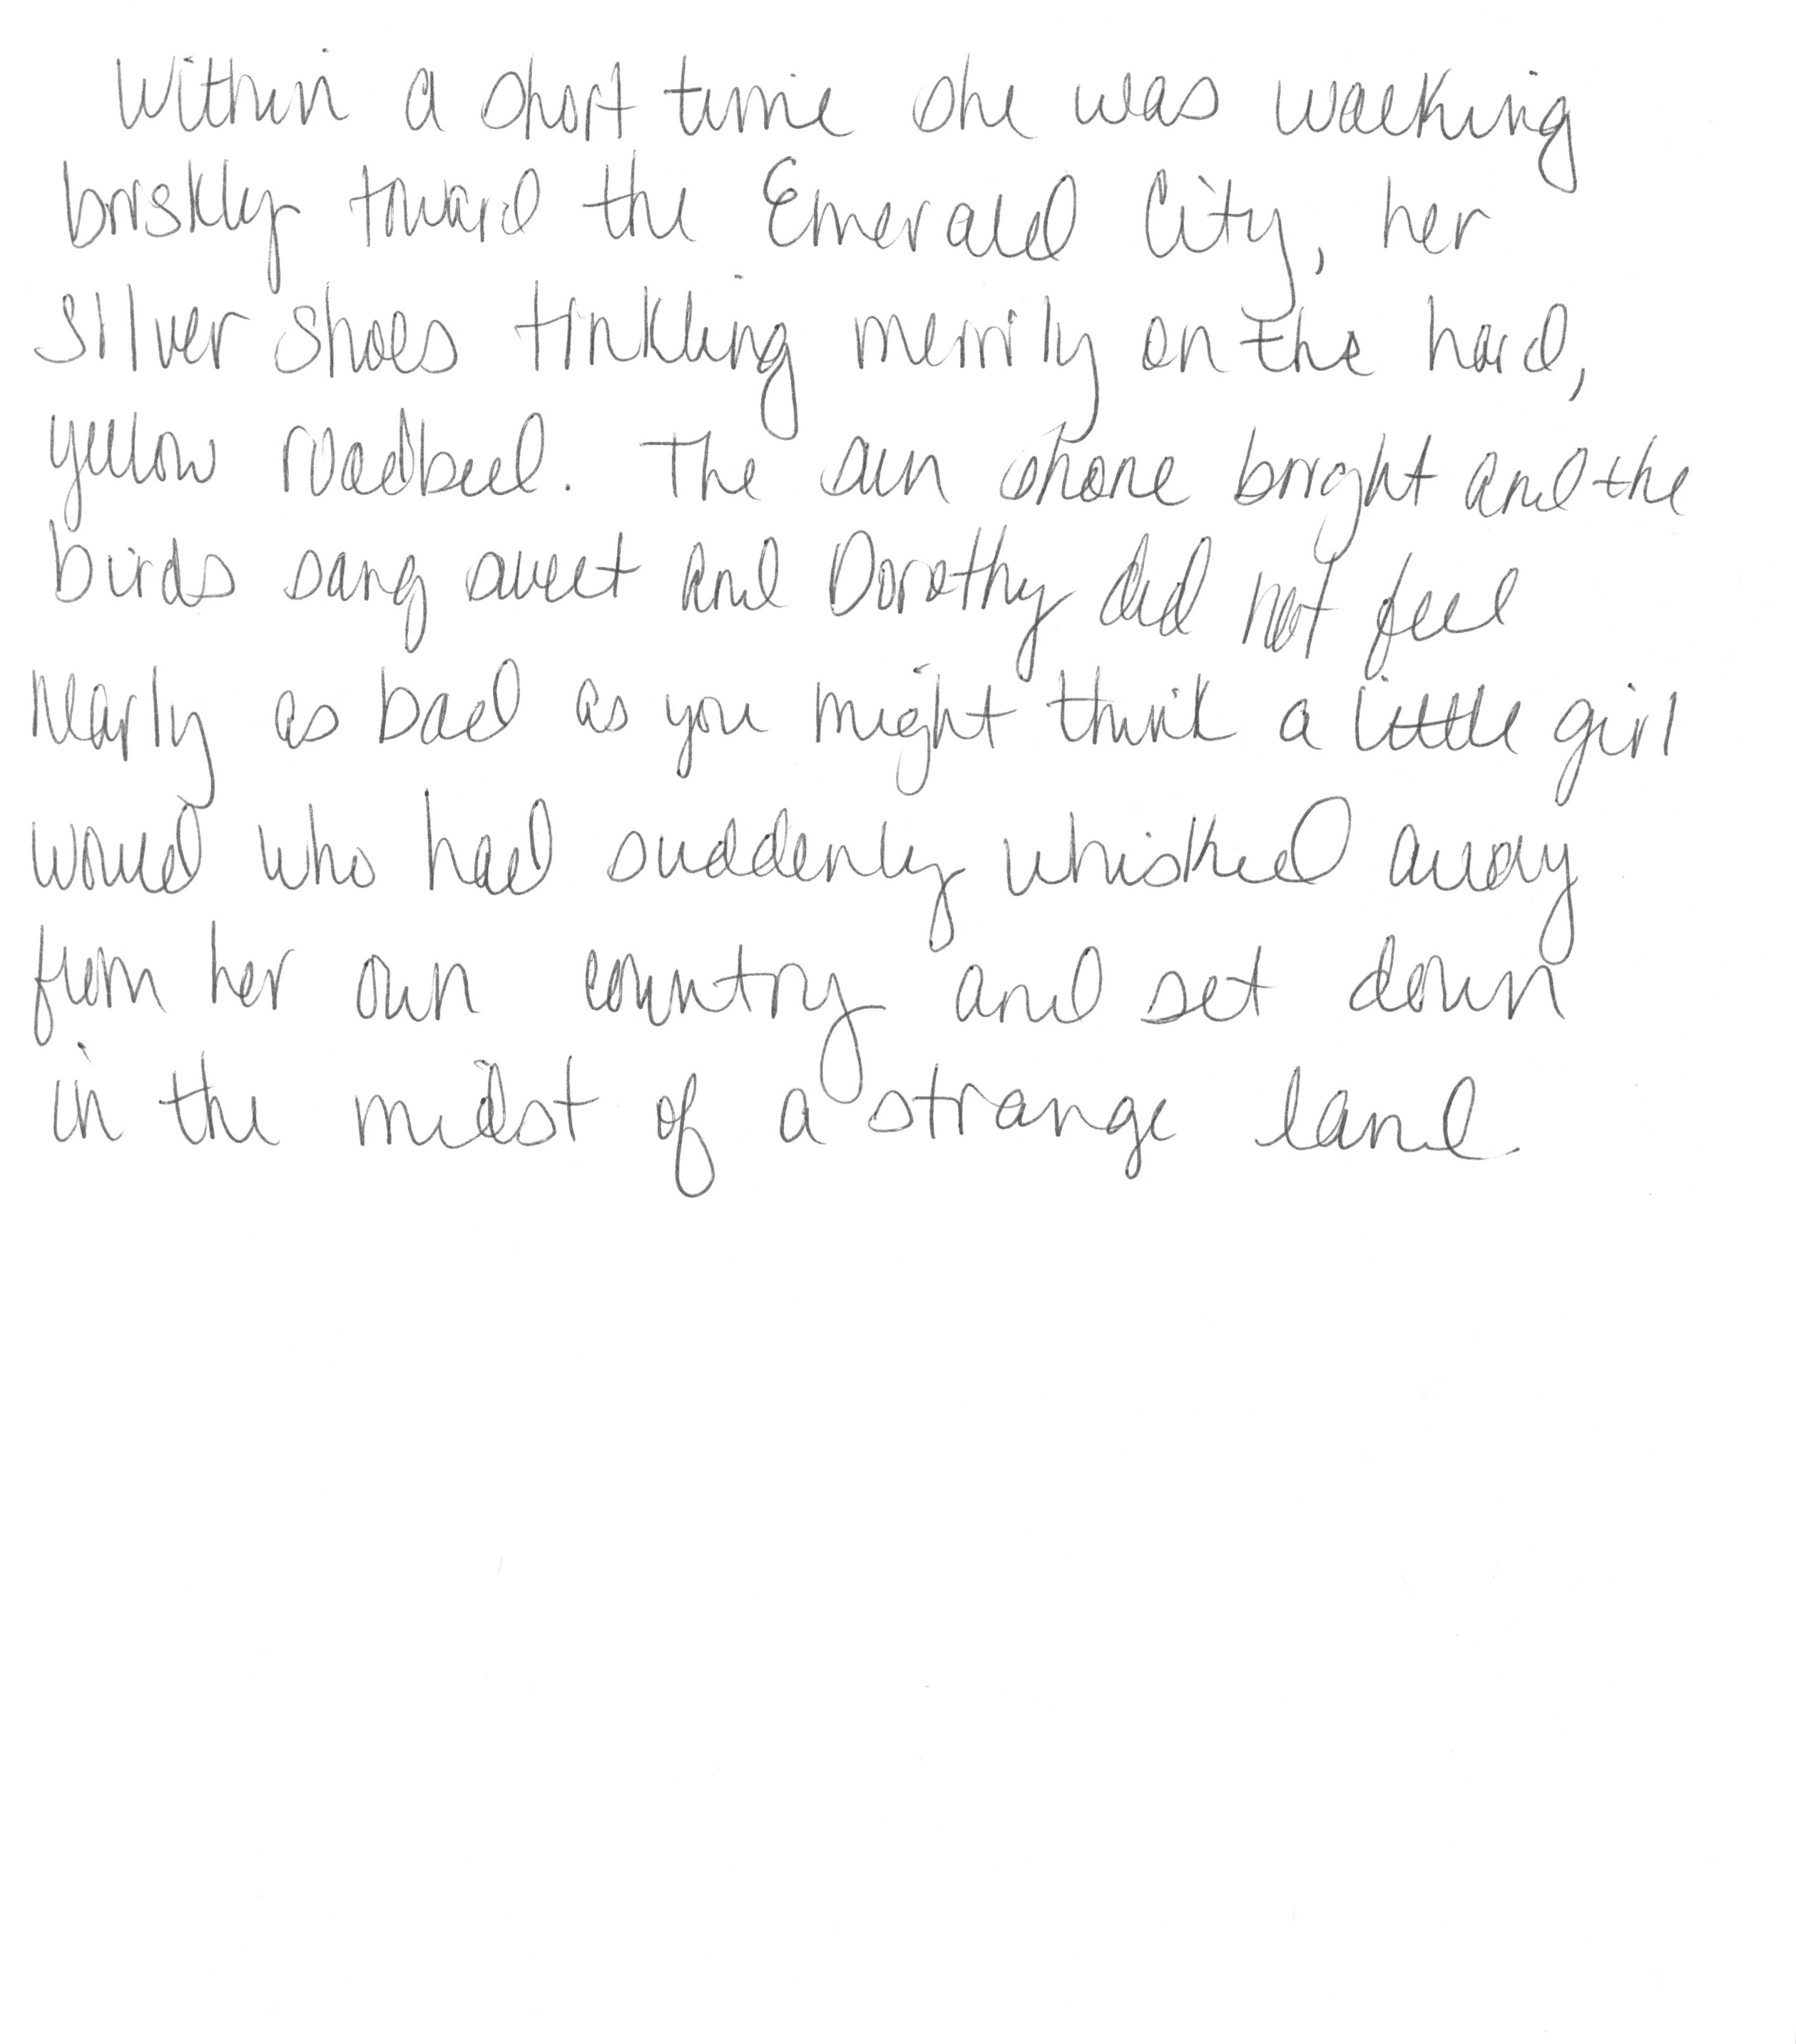 Within a short time she was walking
briskly toward the Emerald City, her
silver shoes tinkling merrily on the hard,
yellow roadbed. The sun shone bright and the
birds sang sweet and Dorothy did not feel
nearly as bad as you might think a little girl
would who had suddenly whisked away
from her own country and set down
in the midst of a strange land